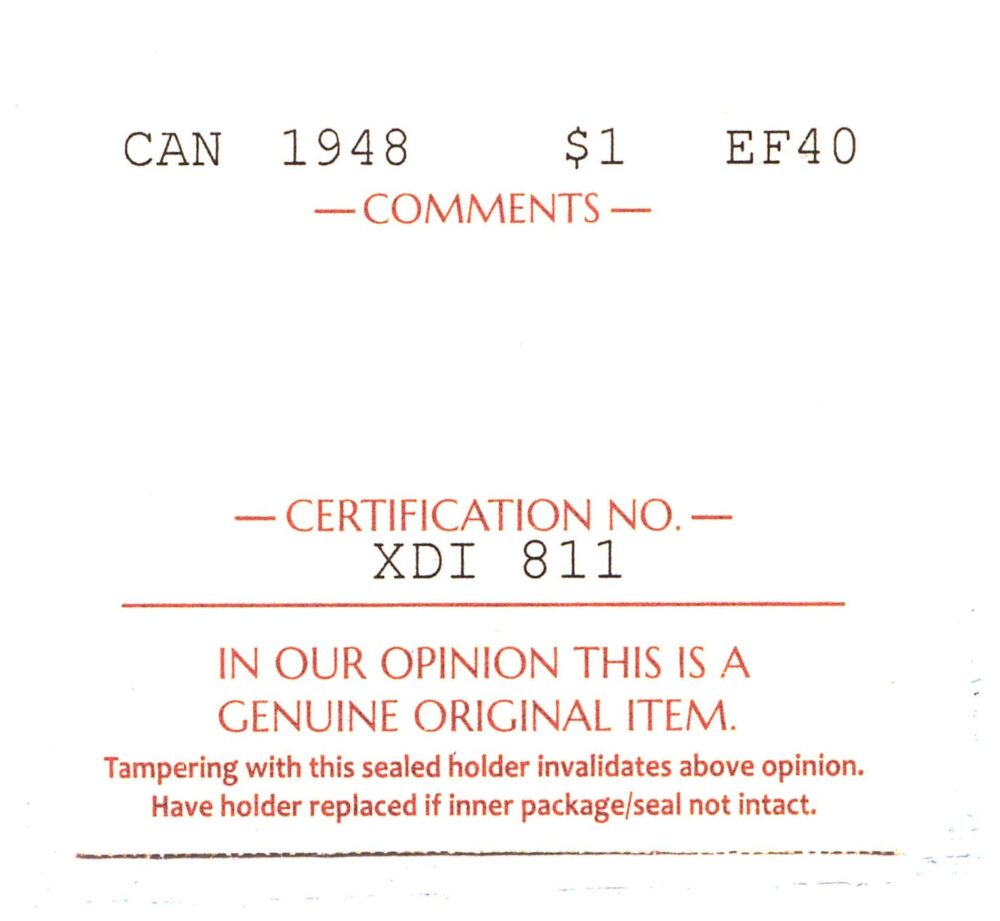 CAN 1948 $1 EF40
— COMMENTS —
— CERTIFICATION NO. —
XDI 811
IN OUR OPINION THIS IS A
GENUINE ORIGINAL ITEM.
Tampering with this sealed holder invalidates above opinion.
Have holder replaced if inner package/seal not intact.